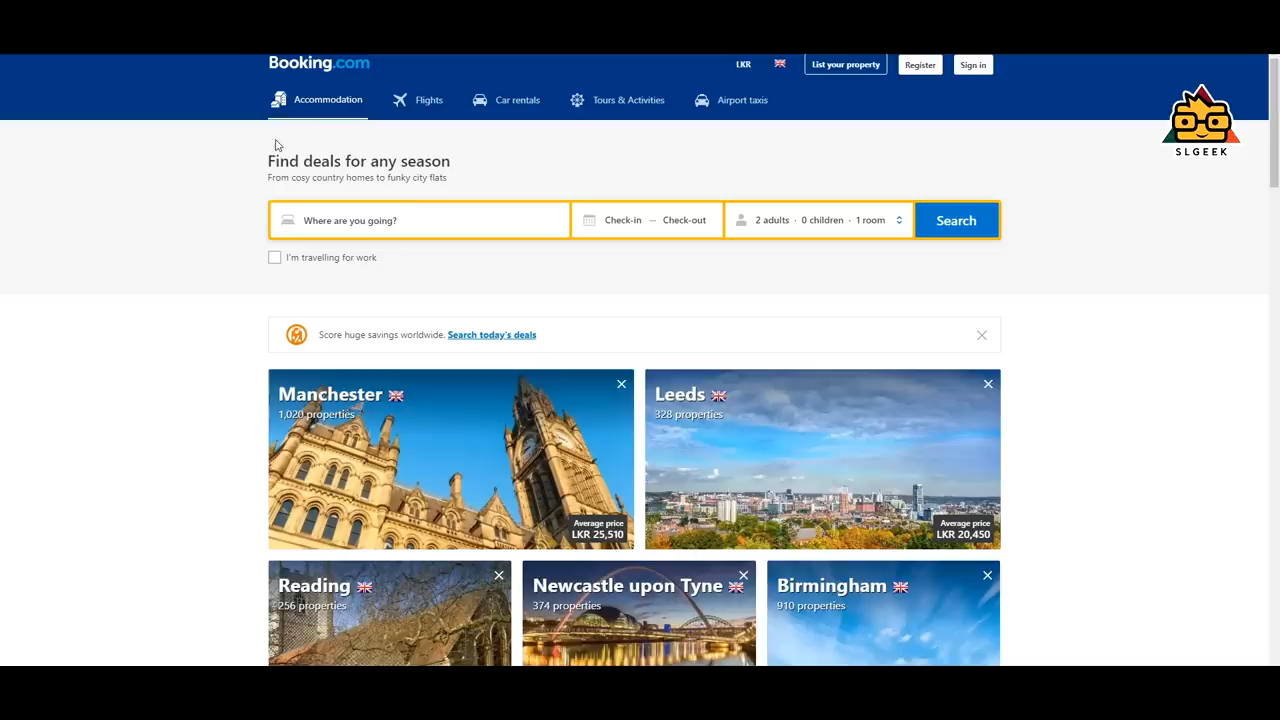 Booking.com
LKR
List your property
Register
Sign in
Accommodation
Flights
Car rentals
Tours & Activities
Airport taxis
SLGEEK
Find deals for any season
From cosy country homes to funky city flats
Where are you going?
Check-in — Check-out
2 adults · 0 children · 1 room
Search
I'm travelling for work
Score huge savings worldwide. Search today's deals
Manchester
1,020 properties
Average price
LKR 25,510
Leeds
328 properties
Average price
LKR 20,450
Reading
256 properties
Newcastle upon Tyne
374 properties
Birmingham
910 properties